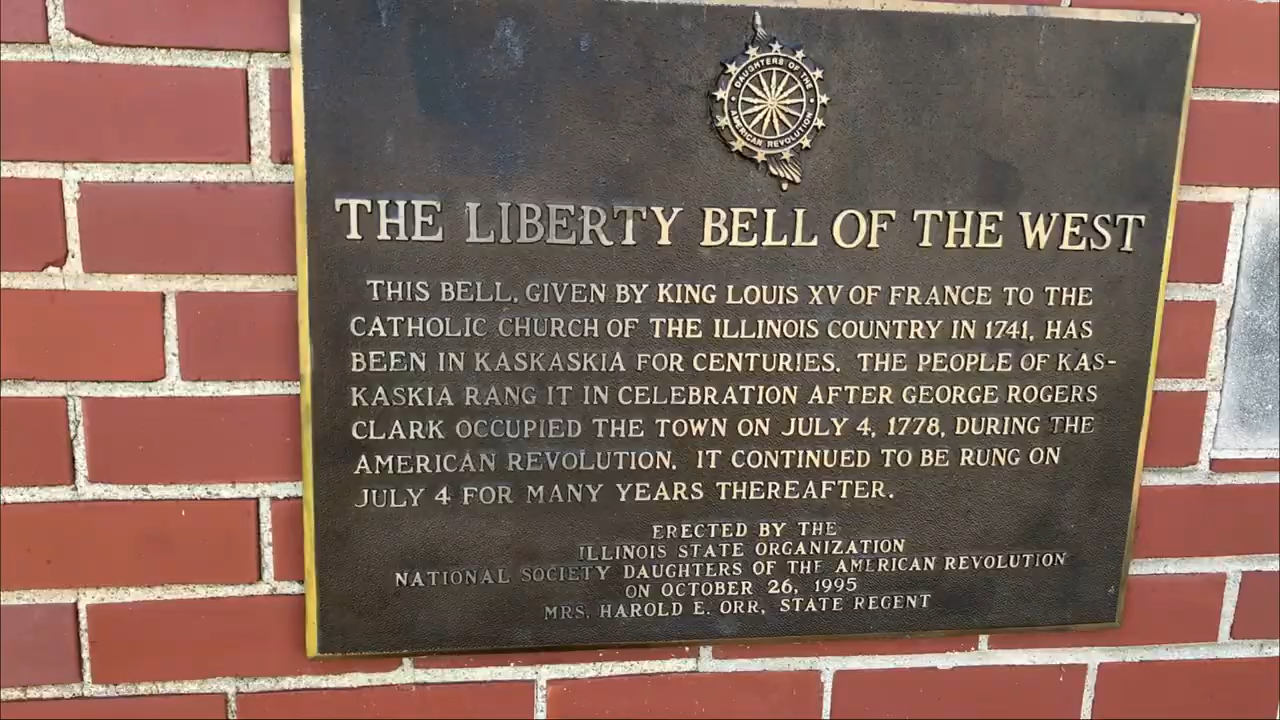 DAUGHTERS OF THE
AMERICAN REVOLUTION
THE LIBERTY BELL OF THE WEST
THIS BELL, GIVEN BY KING LOUIS XV OF FRANCE TO THE
CATHOLIC CHURCH OF THE ILLINOIS COUNTRY IN 1741, HAS
BEEN IN KASKASKIA FOR CENTURIES. THE PEOPLE OF KAS-
KASKIA RANG IT IN CELEBRATION AFTER GEORGE ROGERS
CLARK OCCUPIED THE TOWN ON JULY 4, 1778, DURING THE
AMERICAN REVOLUTION. IT CONTINUED TO BE RUNG ON
JULY 4 FOR MANY YEARS THEREAFTER.
ERECTED BY THE
ILLINOIS STATE ORGANIZATION
NATIONAL SOCIETY DAUGHTERS OF THE AMERICAN REVOLUTION
ON OCTOBER 26, 1995
MRS. HAROLD E. ORR, STATE REGENT